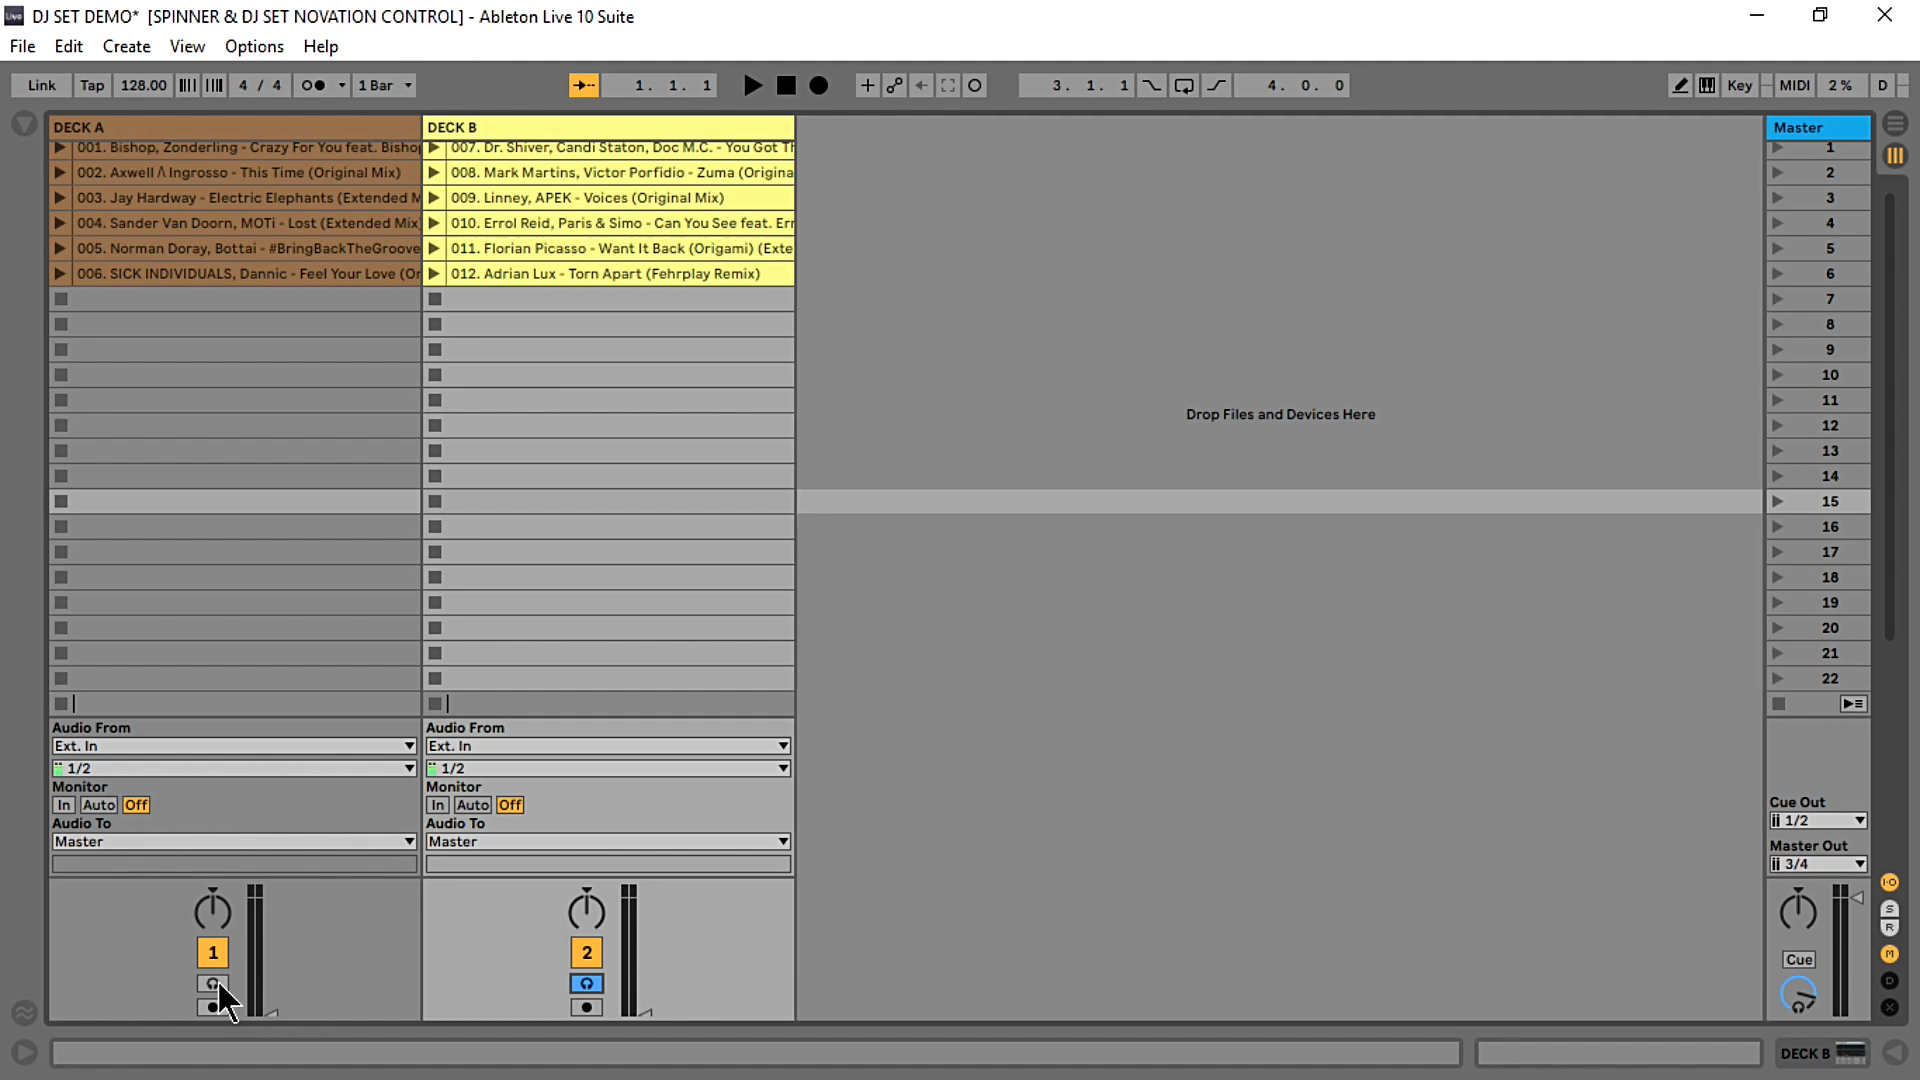 DJ SET DEMO* [SPINNER & DJ SET NOVATION CONTROL] - Ableton Live 10 Suite
File Edit Create View Options Help
Link Tap 128.00 4 / 4 1 Bar 1. 1. 1 3. 1. 1 4. 0. 0 Key MIDI 2 % D
DECK A DECK B Master
001. Bishop, Zonderling - Crazy For You feat. Bishop 007. Dr. Shiver, Candi Staton, Doc M.C. - You Got Th 1
002. Axwell /\ Ingrosso - This Time (Original Mix) 008. Mark Martins, Victor Porfidio - Zuma (Origina 2
003. Jay Hardway - Electric Elephants (Extended M 009. Linney, APEK - Voices (Original Mix) 3
004. Sander Van Doorn, MOTi - Lost (Extended Mix 010. Errol Reid, Paris & Simo - Can You See feat. Err 4
005. Norman Doray, Bottai - #BringBackTheGroove 011. Florian Picasso - Want It Back (Origami) (Exte 5
006. SICK INDIVIDUALS, Dannic - Feel Your Love (Or 012. Adrian Lux - Torn Apart (Fehrplay Remix) 6
7
8
9
10
11
Drop Files and Devices Here
12
13
14
15
16
17
18
19
20
21
22
Audio From Audio From
Ext. In Ext. In
1/2 1/2
Monitor Monitor
In Auto Off In Auto Off
Cue Out
Audio To Audio To
1/2
Master Master
Master Out
3/4
I·O
S
R
1 2 Cue M
D
X
DECK B